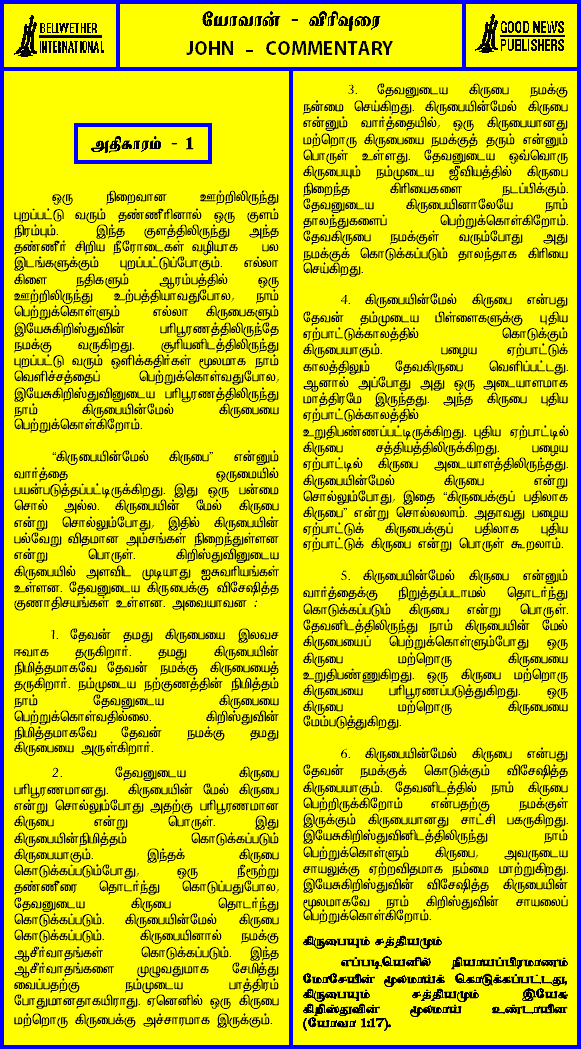 BELWETHER
INTERNATIONAL
யோவான் - விரிவுரை
JOHN - COMMENTARY
GOOD NEWS
PUBLISHERS
அதிகாரம் - 1
ஒரு நிறைவான ஊற்றிலிருந்து
புறப்பட்டு வரும் தண்ணீரினால் ஒரு குளம்
நிரம்பும். இந்த குளத்திலிருந்து அந்த
தண்ணீர் சிறிய நீரோடைகள் வழியாக பல
இடங்களுக்கும் புறப்பட்டுப்போகும். எல்லா
கிளை நதிகளும் ஆரம்பத்தில் ஒரு
ஊற்றிலிருந்து உற்பத்தியாவதுபோல, நாம்
பெற்றுக்கொள்ளும் எல்லா கிருபைகளும்
இயேசுகிறிஸ்துவின் பரிபூரணத்திலிருந்தே
நமக்கு வருகிறது. சூரியனிடத்திலிருந்து
புறப்பட்டு வரும் ஒளிக்கதிர்கள் மூலமாக நாம்
வெளிச்சத்தைப் பெற்றுக்கொள்வதுபோல,
இயேசுகிறிஸ்துவினுடைய பரிபூரணத்திலிருந்து
நாம் கிருபையின்மேல் கிருபையை
பெற்றுக்கொள்கிறோம்.
“கிருபையின்மேல் கிருபை” என்னும்
வார்த்தை ஒருமையில்
பயன்படுத்தப்பட்டிருக்கிறது. இது ஒரு பன்மை
சொல் அல்ல. கிருபையின் மேல் கிருபை
என்று சொல்லும்போது, இதில் கிருபையின்
பல்வேறு விதமான அம்சங்கள் நிறைந்துள்ளன
என்று பொருள். கிறிஸ்துவினுடைய
கிருபையில் அளவிட முடியாது ஐசுவரியங்கள்
உள்ளன. தேவனுடைய கிருபைக்கு விசேஷித்த
குணாதிசயங்கள் உள்ளன. அவையாவன :
1. தேவன் தமது கிருபையை இலவச
ஈவாக தருகிறார். தமது கிருபையின்
நிமித்தமாகவே தேவன் நமக்கு கிருபையைத்
தருகிறார். நம்முடைய நற்குணத்தின் நிமித்தம்
நாம் தேவனுடைய கிருபையை
பெற்றுக்கொள்வதில்லை. கிறிஸ்துவின்
நிமித்தமாகவே தேவன் நமக்கு தமது
கிருபையை அருள்கிறார்.
2. தேவனுடைய கிருபை
பரிபூரணமானது. கிருபையின் மேல் கிருபை
என்று சொல்லும்போது அதற்கு பரிபூரணமான
கிருபை என்று பொருள். இது
கிருபையின்நிமித்தம் கொடுக்கப்படும்
கிருபையாகும். இந்தக் கிருபை
கொடுக்கப்படும்போது, ஒரு நீரூற்று
தண்ணீரை தொடர்ந்து கொடுப்பதுபோல,
தேவனுடைய கிருபை தொடர்ந்து
கொடுக்கப்படும். கிருபையின்மேல் கிருபை
கொடுக்கப்படும். கிருபையினால் நமக்கு
ஆசீர்வாதங்கள் கொடுக்கப்படும். இந்த
ஆசீர்வாதங்களை முழுவதுமாக சேமித்து
வைப்பதற்கு நம்முடைய பாத்திரம்
போதுமானதாகயிராது. ஏனெனில் ஒரு கிருபை
மற்றொரு கிருபைக்கு அச்சாரமாக இருக்கும்.
3. தேவனுடைய கிருபை நமக்கு
நன்மை செய்கிறது. கிருபையின்மேல் கிருபை
என்னும் வார்த்தையில், ஒரு கிருபையானது
மற்றொரு கிருபையை நமக்குத் தரும் என்னும்
பொருள் உள்ளது. தேவனுடைய ஒவ்வொரு
கிருபையும் நம்முடைய ஜீவியத்தில் கிருபை
நிறைந்த கிரியைகளை நடப்பிக்கும்.
தேவனுடைய கிருபையினாலேயே நாம்
தாலந்துகளைப் பெற்றுக்கொள்கிறோம்.
தேவகிருபை நமக்குள் வரும்போது அது
நமக்குக் கொடுக்கப்படும் தாலந்தாக கிரியை
செய்கிறது.
4. கிருபையின்மேல் கிருபை என்பது
தேவன் தம்முடைய பிள்ளைகளுக்கு புதிய
ஏற்பாட்டுக்காலத்தில் கொடுக்கும்
கிருபையாகும். பழைய ஏற்பாட்டுக்
காலத்திலும் தேவகிருபை வெளிப்பட்டது.
ஆனால் அப்போது அது ஒரு அடையாளமாக
மாத்திரமே இருந்தது. அந்த கிருபை புதிய
ஏற்பாட்டுக்காலத்தில்
உறுதிபண்ணப்பட்டிருக்கிறது. புதிய ஏற்பாட்டில்
கிருபை சத்தியத்திலிருக்கிறது. பழைய
ஏற்பாட்டில் கிருபை அடையாளத்திலிருந்தது.
கிருபையின்மேல் கிருபை என்று
சொல்லும்போது, இதை “கிருபைக்குப் பதிலாக
கிருபை” என்று சொல்லலாம். அதாவது பழைய
ஏற்பாட்டுக் கிருபைக்குப் பதிலாக புதிய
ஏற்பாட்டுக் கிருபை என்று பொருள் கூறலாம்.
5. கிருபையின்மேல் கிருபை என்னும்
வார்த்தைக்கு நிறுத்தப்படாமல் தொடர்ந்து
கொடுக்கப்படும் கிருபை என்று பொருள்.
தேவனிடத்திலிருந்து நாம் கிருபையின் மேல்
கிருபையைப் பெற்றுக்கொள்ளும்போது ஒரு
கிருபை மற்றொரு கிருபையை
உறுதிபண்ணுகிறது. ஒரு கிருபை மற்றொரு
கிருபையை பரிபூரணப்படுத்துகிறது. ஒரு
கிருபை மற்றொரு கிருபையை
மேம்படுத்துகிறது.
6. கிருபையின்மேல் கிருபை என்பது
தேவன் நமக்குக் கொடுக்கும் விசேஷித்த
கிருபையாகும். தேவனிடத்தில் நாம் கிருபை
பெற்றிருக்கிறோம் என்பதற்கு நமக்குள்
இருக்கும் கிருபையானது சாட்சி பகருகிறது.
இயேசுகிறிஸ்துவினிடத்திலிருந்து நாம்
பெற்றுக்கொள்ளும் கிருபை, அவருடைய
சாயலுக்கு ஏற்றவிதமாக நம்மை மாற்றுகிறது.
இயேசுகிறிஸ்துவின் விசேஷித்த கிருபையின்
மூலமாகவே நாம் கிறிஸ்துவின் சாயலைப்
பெற்றுக்கொள்கிறோம்.
கிருபையும் சத்தியமும்
எப்படியெனில் நியாயப்பிரமாணம்
மோசேயின் மூலமாய்க் கொடுக்கப்பட்டது,
கிருபையும் சத்தியமும் இயேசு
கிறிஸ்துவின் மூலமாய் உண்டாயின
(யோவா 1:17).